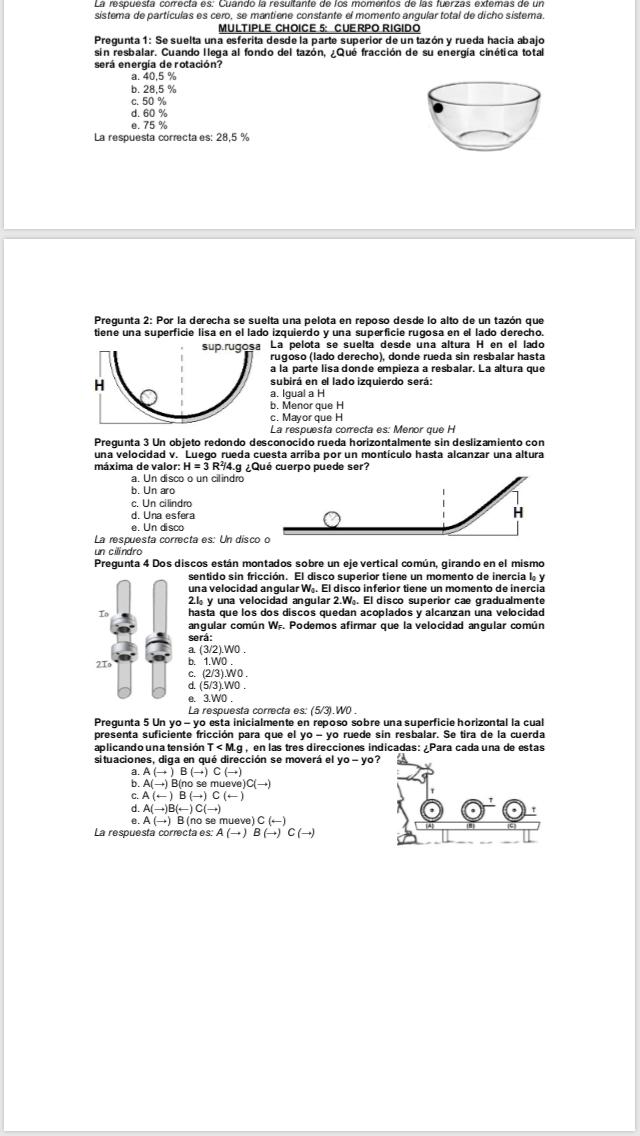 La respuesta correcta es: Cuando la resultante de los momentos de las fuerzas externas de un
sistema de partículas es cero, se mantiene constante el momento angular total de dicho sistema.
MULTIPLE CHOICE 5: CUERPO RIGIDO
Pregunta 1: Se suelta una esferita desde la parte superior de un tazón y rueda hacia abajo
sin resbalar. Cuando llega al fondo del tazón, ¿Qué fracción de su energía cinética total
será energía de rotación?
a. 40,5 %
b. 28,5 %
c. 50 %
d. 60 %
e. 75 %
La respuesta correcta es: 28,5 %
Pregunta 2: Por la derecha se suelta una pelota en reposo desde lo alto de un tazón que
tiene una superficie lisa en el lado izquierdo y una superficie rugosa en el lado derecho.
sup.rugosa
H
La pelota se suelta desde una altura H en el lado
rugoso (lado derecho), donde rueda sin resbalar hasta
a la parte lisa donde empieza a resbalar. La altura que
subirá en el lado izquierdo será:
a. Igual a H
b. Menor que H
c. Mayor que H
La respuesta correcta es: Menor que H
Pregunta 3 Un objeto redondo desconocido rueda horizontalmente sin deslizamiento con
una velocidad v. Luego rueda cuesta arriba por un montículo hasta alcanzar una altura
máxima de valor: H = 3 R²/4.g ¿Qué cuerpo puede ser?
a. Un disco o un cilindro
b. Un aro
c. Un cilindro
d. Una esfera
e. Un disco
H
La respuesta correcta es: Un disco o
un cilindro
Pregunta 4 Dos discos están montados sobre un eje vertical común, girando en el mismo
sentido sin fricción. El disco superior tiene un momento de inercia I₀ y
una velocidad angular W₀. El disco inferior tiene un momento de inercia
2.I₀ y una velocidad angular 2.W₀. El disco superior cae gradualmente
hasta que los dos discos quedan acoplados y alcanzan una velocidad
angular común W_F. Podemos afirmar que la velocidad angular común
será:
I₀
2I₀
a. (3/2).W0 .
b. 1.W0 .
c. (2/3).W0 .
d. (5/3).W0 .
e. 3.W0 .
La respuesta correcta es: (5/3).W0 .
Pregunta 5 Un yo – yo esta inicialmente en reposo sobre una superficie horizontal la cual
presenta suficiente fricción para que el yo – yo ruede sin resbalar. Se tira de la cuerda
aplicando una tensión T < M.g , en las tres direcciones indicadas: ¿Para cada una de estas
situaciones, diga en qué dirección se moverá el yo – yo?
a. A (→ ) B (→) C (→)
b. A(→) B(no se mueve)C(→)
c. A (← ) B (→) C (← )
d. A(→)B(←) C(→)
e. A (→) B (no se mueve) C (←)
La respuesta correcta es: A (→ ) B (→) C (→)
T
T
T
(A)
(B)
(C)